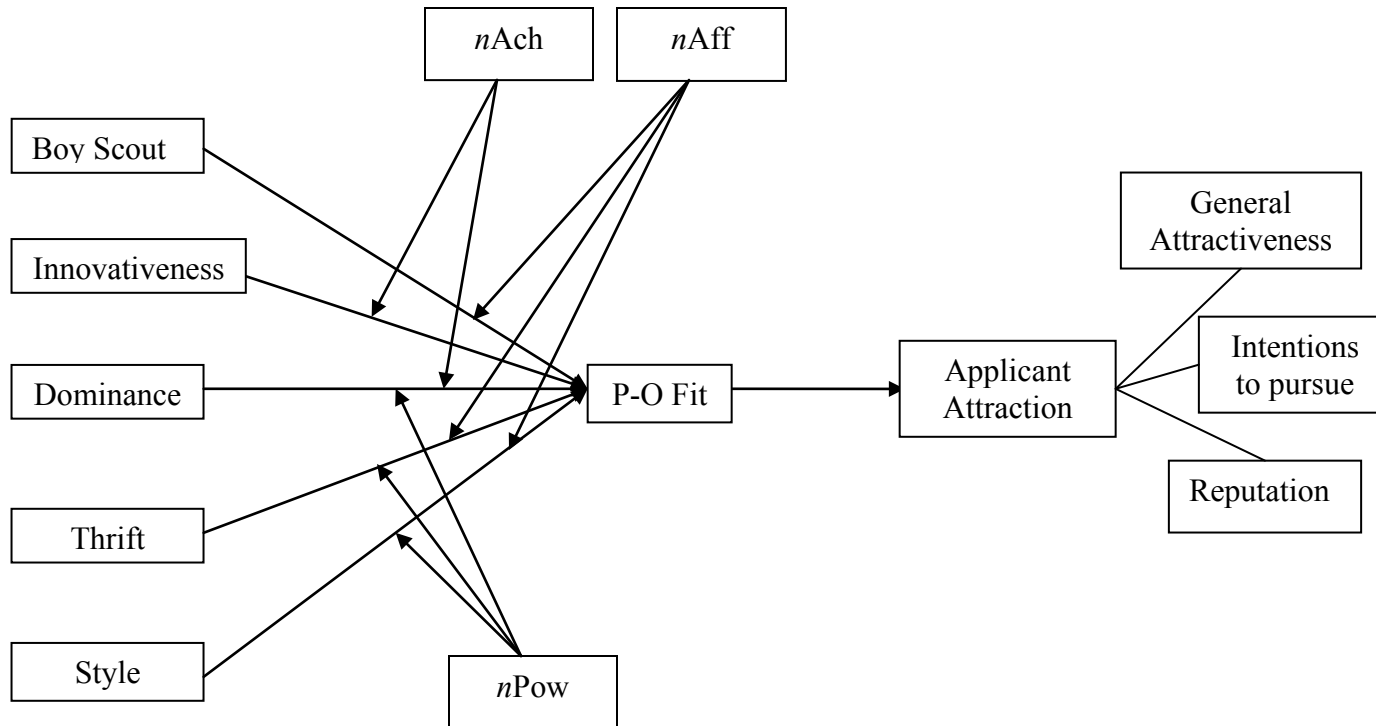 nAch
nAff
Boy Scout
Innovativeness
Dominance
Thrift
Style
nPow
P-O Fit
Applicant
Attraction
General
Attractiveness
Intentions
to pursue
Reputation